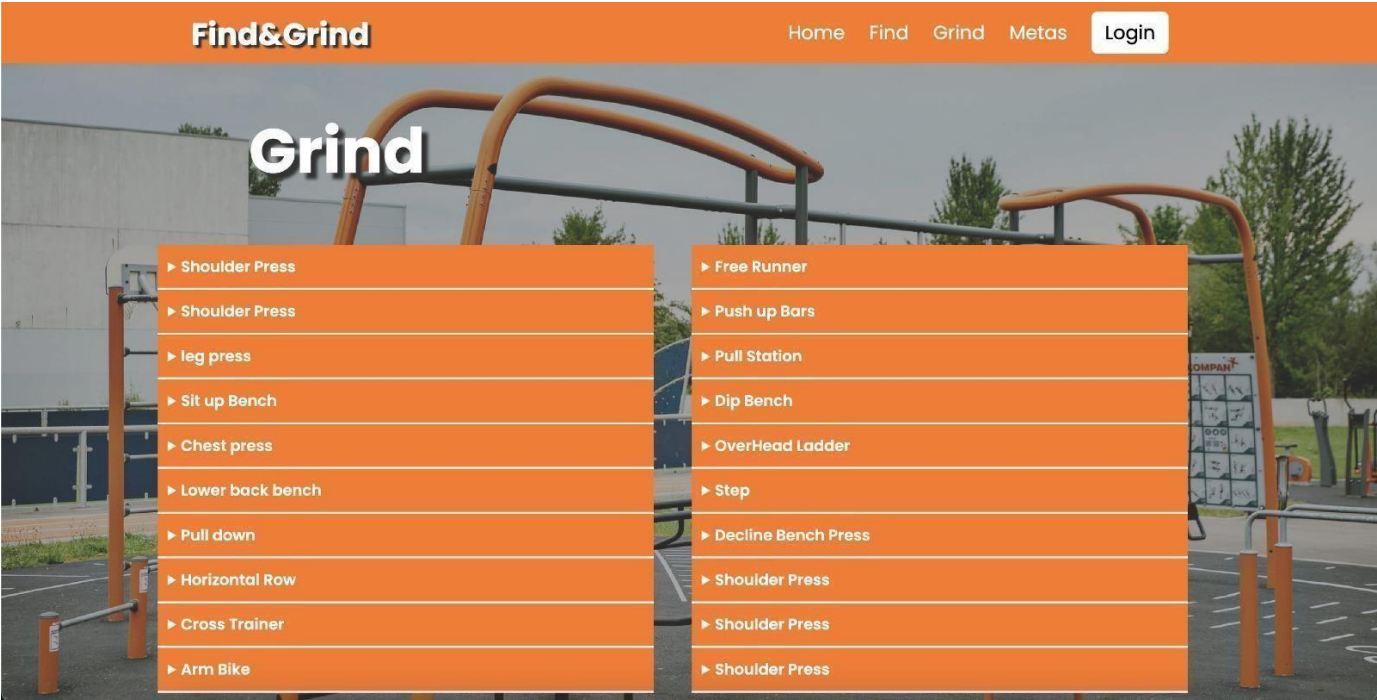 Find&Grind
Home Find Grind Metas Login
Grind
Shoulder Press
Shoulder Press
leg press
Sit up Bench
Chest press
Lower back bench
Pull down
Horizontal Row
Cross Trainer
Arm Bike
Free Runner
Push up Bars
Pull Station
Dip Bench
OverHead Ladder
Step
Decline Bench Press
Shoulder Press
Shoulder Press
Shoulder Press
KOMPAN